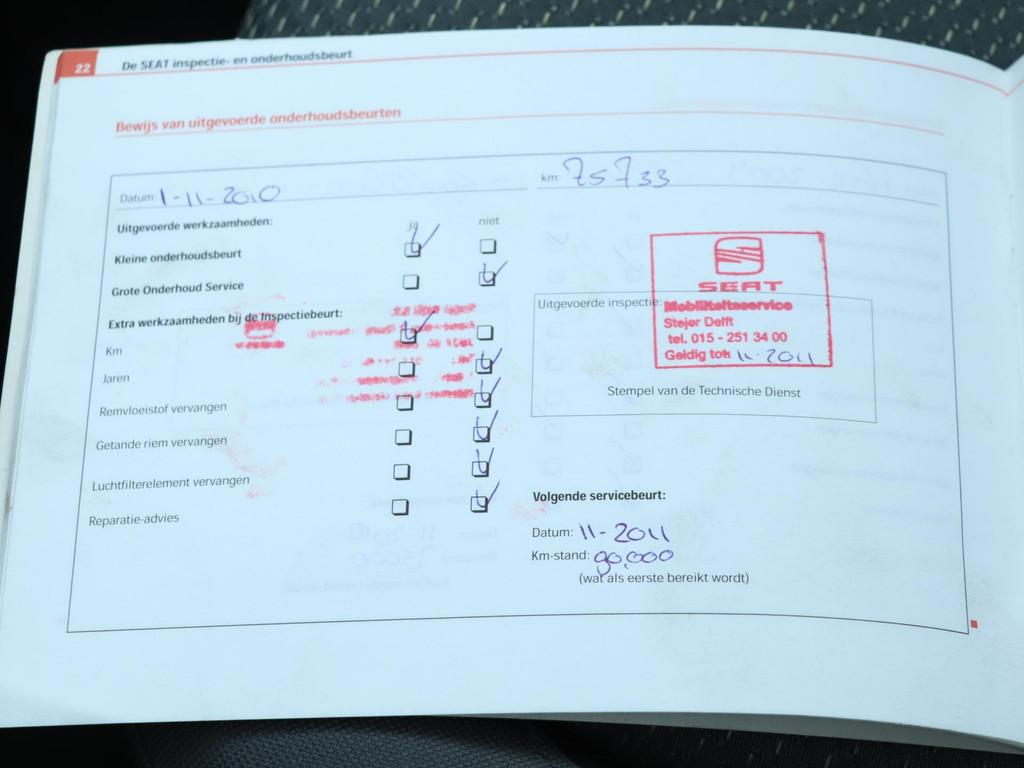 22 De SEAT inspectie- en onderhoudsbeurt
Bewijs van uitgevoerde onderhoudsbeurten
Datum: 1-11-2010
km: 75733
Uitgevoerde werkzaamheden: ja niet
Kleine onderhoudsbeurt
Grote Onderhoud Service
Extra werkzaamheden bij de Inspectiebeurt:
Km
Jaren
Remvloeistof vervangen
Getande riem vervangen
Luchtfilterelement vervangen
Reparatie-advies
Uitgevoerde inspectie:
SEAT
Mobiliteitsservice
Stejer Delft
tel. 015 - 251 34 00
Geldig tot: 11-2011
Stempel van de Technische Dienst
Volgende servicebeurt:
Datum: 11-2011
Km-stand: 90.000
(wat als eerste bereikt wordt)